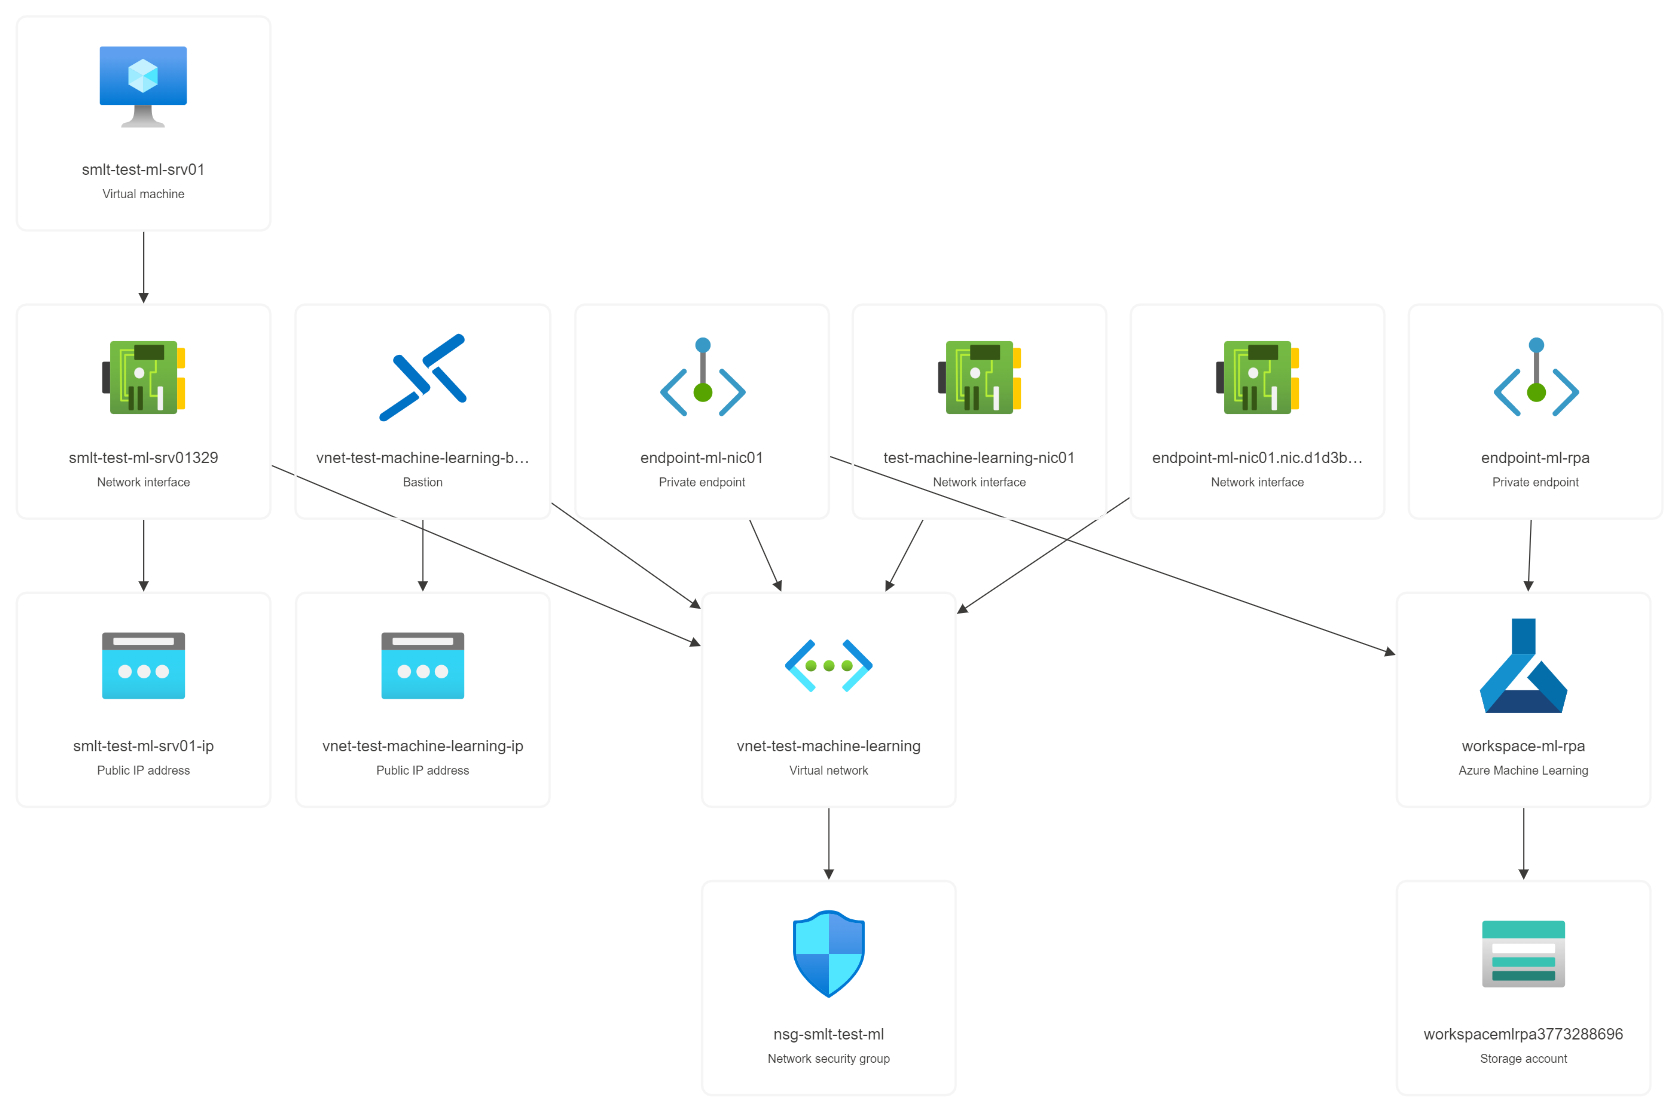 smlt-test-ml-srv01
Virtual machine
smlt-test-ml-srv01329
Network interface
vnet-test-machine-learning-b...
Bastion
endpoint-ml-nic01
Private endpoint
test-machine-learning-nic01
Network interface
endpoint-ml-nic01.nic.d1d3b...
Network interface
endpoint-ml-rpa
Private endpoint
smlt-test-ml-srv01-ip
Public IP address
vnet-test-machine-learning-ip
Public IP address
vnet-test-machine-learning
Virtual network
workspace-ml-rpa
Azure Machine Learning
nsg-smlt-test-ml
Network security group
workspacemlrpa3773288696
Storage account